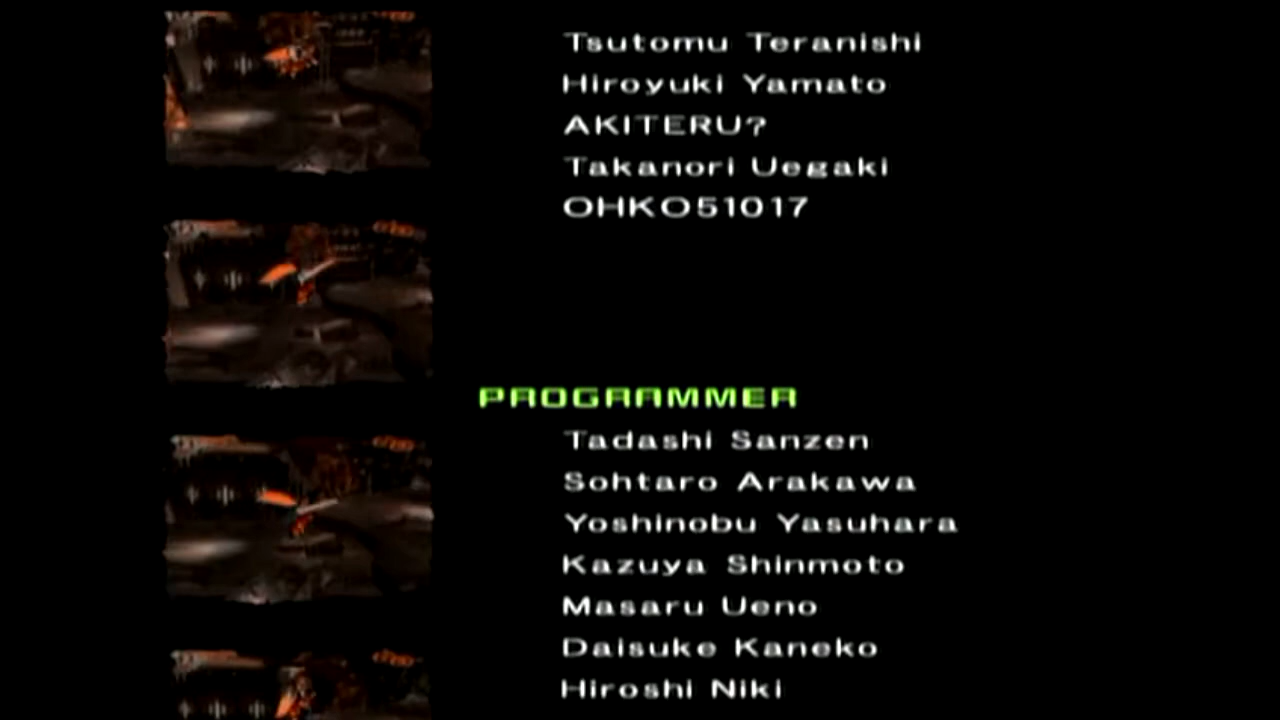 Tsutomu Teranishi
Hiroyuki Yamato
AKITERU?
Takanori Uegaki
OHKO51017
PROGRAMMER
Tadashi Sanzen
Sohtaro Arakawa
Yoshinobu Yasuhara
Kazuya Shinmoto
Masaru Ueno
Daisuke Kaneko
Hiroshi Niki